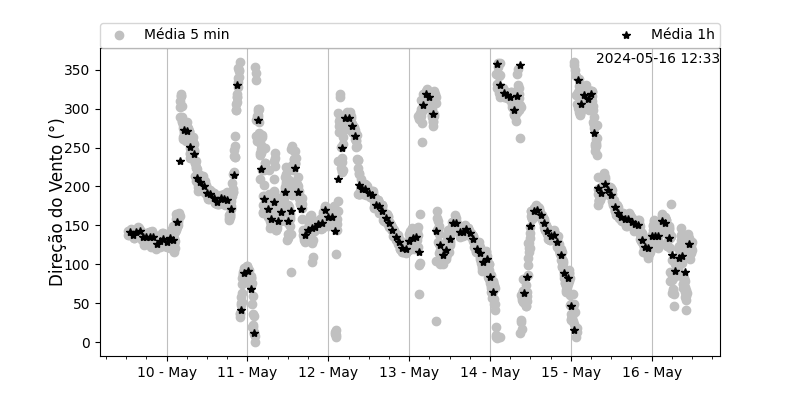 Média 5 min
Média 1h
2024-05-16 12:33
Direção do Vento (°)
350
300
250
200
150
100
50
0
10 - May
11 - May
12 - May
13 - May
14 - May
15 - May
16 - May